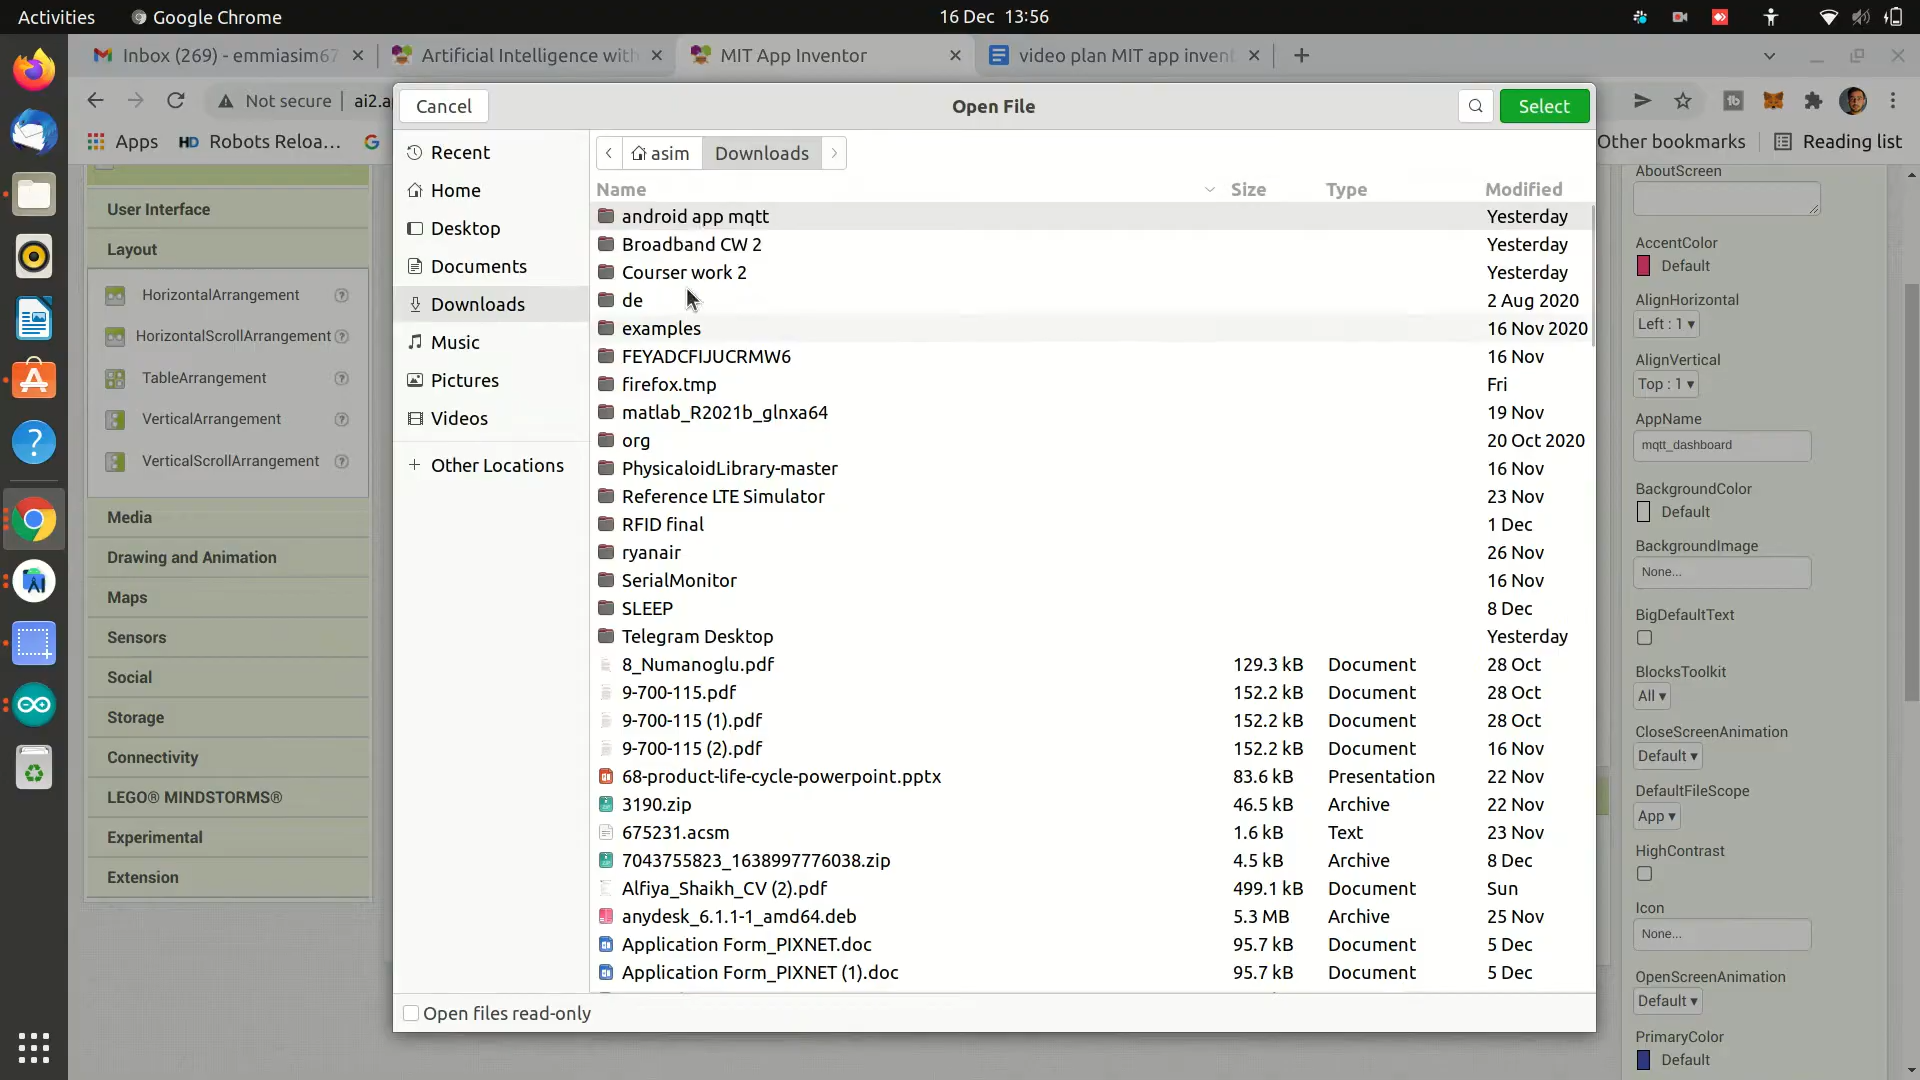 Activities
Google Chrome
16 Dec 13:56
Inbox (269) - emmiasim67
Artificial Intelligence with
MIT App Inventor
video plan MIT app invent
Not secure
ai2.a
Apps
HD Robots Reloa...
Other bookmarks
Reading list
Cancel
Open File
Select
Recent
Home
Desktop
Documents
Downloads
Music
Pictures
Videos
Other Locations
asim
Downloads
Name Size Type Modified
android app mqtt Yesterday
Broadband CW 2 Yesterday
Courser work 2 Yesterday
de 2 Aug 2020
examples 16 Nov 2020
FEYADCFIJUCRMW6 16 Nov
firefox.tmp Fri
matlab_R2021b_glnxa64 19 Nov
org 20 Oct 2020
PhysicaloidLibrary-master 16 Nov
Reference LTE Simulator 23 Nov
RFID final 1 Dec
ryanair 26 Nov
SerialMonitor 16 Nov
SLEEP 8 Dec
Telegram Desktop Yesterday
8_Numanoglu.pdf 129.3 kB Document 28 Oct
9-700-115.pdf 152.2 kB Document 28 Oct
9-700-115 (1).pdf 152.2 kB Document 28 Oct
9-700-115 (2).pdf 152.2 kB Document 16 Nov
68-product-life-cycle-powerpoint.pptx 83.6 kB Presentation 22 Nov
3190.zip 46.5 kB Archive 22 Nov
675231.acsm 1.6 kB Text 23 Nov
7043755823_1638997776038.zip 4.5 kB Archive 8 Dec
Alfiya_Shaikh_CV (2).pdf 499.1 kB Document Sun
anydesk_6.1.1-1_amd64.deb 5.3 MB Archive 25 Nov
Application Form_PIXNET.doc 95.7 kB Document 5 Dec
Application Form_PIXNET (1).doc 95.7 kB Document 5 Dec
Open files read-only
User Interface
Layout
HorizontalArrangement
HorizontalScrollArrangement
TableArrangement
VerticalArrangement
VerticalScrollArrangement
Media
Drawing and Animation
Maps
Sensors
Social
Storage
Connectivity
LEGO® MINDSTORMS®
Experimental
Extension
AboutScreen
AccentColor
Default
AlignHorizontal
Left : 1
AlignVertical
Top : 1
AppName
mqtt_dashboard
BackgroundColor
Default
BackgroundImage
None...
BigDefaultText
BlocksToolkit
All
CloseScreenAnimation
Default
DefaultFileScope
App
HighContrast
Icon
None...
OpenScreenAnimation
Default
PrimaryColor
Default